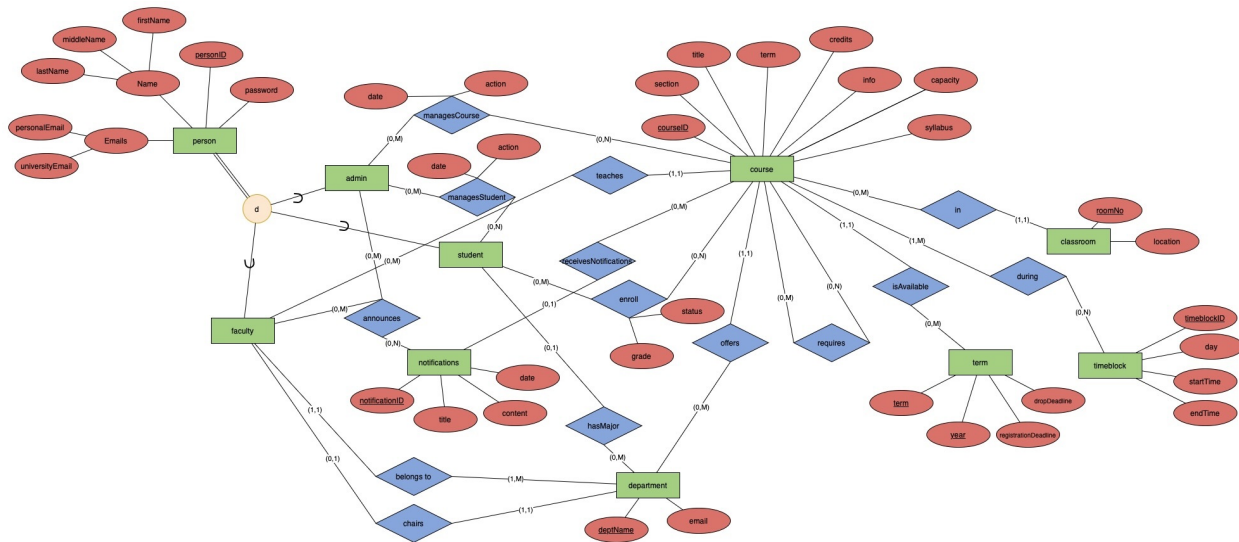 firstName
middleName
personID
lastName
Name
password
personalEmail
Emails
universityEmail
person
d
date
action
managesCourse
(0,M)
(0,N)
admin
(0,M)
date
action
managesStudent
(0,N)
student
teaches
(1,1)
(0,M)
title
term
credits
section
info
capacity
courseID
syllabus
course
(0,M)
in
(1,1)
roomNo
classroom
location
(0,M)
receivesNotifications
(0,1)
(0,N)
(0,M)
enroll
status
grade
(1,1)
offers
(0,M)
(0,M)
(0,N)
requires
(1,1)
isAvailable
(0,M)
(1,M)
during
(0,N)
timeblockID
day
timeblock
startTime
endTime
term
term
year
dropDeadline
registrationDeadline
faculty
(0,M)
(0,M)
announces
(0,N)
notifications
date
notificationID
title
content
(0,1)
hasMajor
(0,M)
(1,1)
belongs to
(1,M)
(0,1)
chairs
(1,1)
department
deptName
email